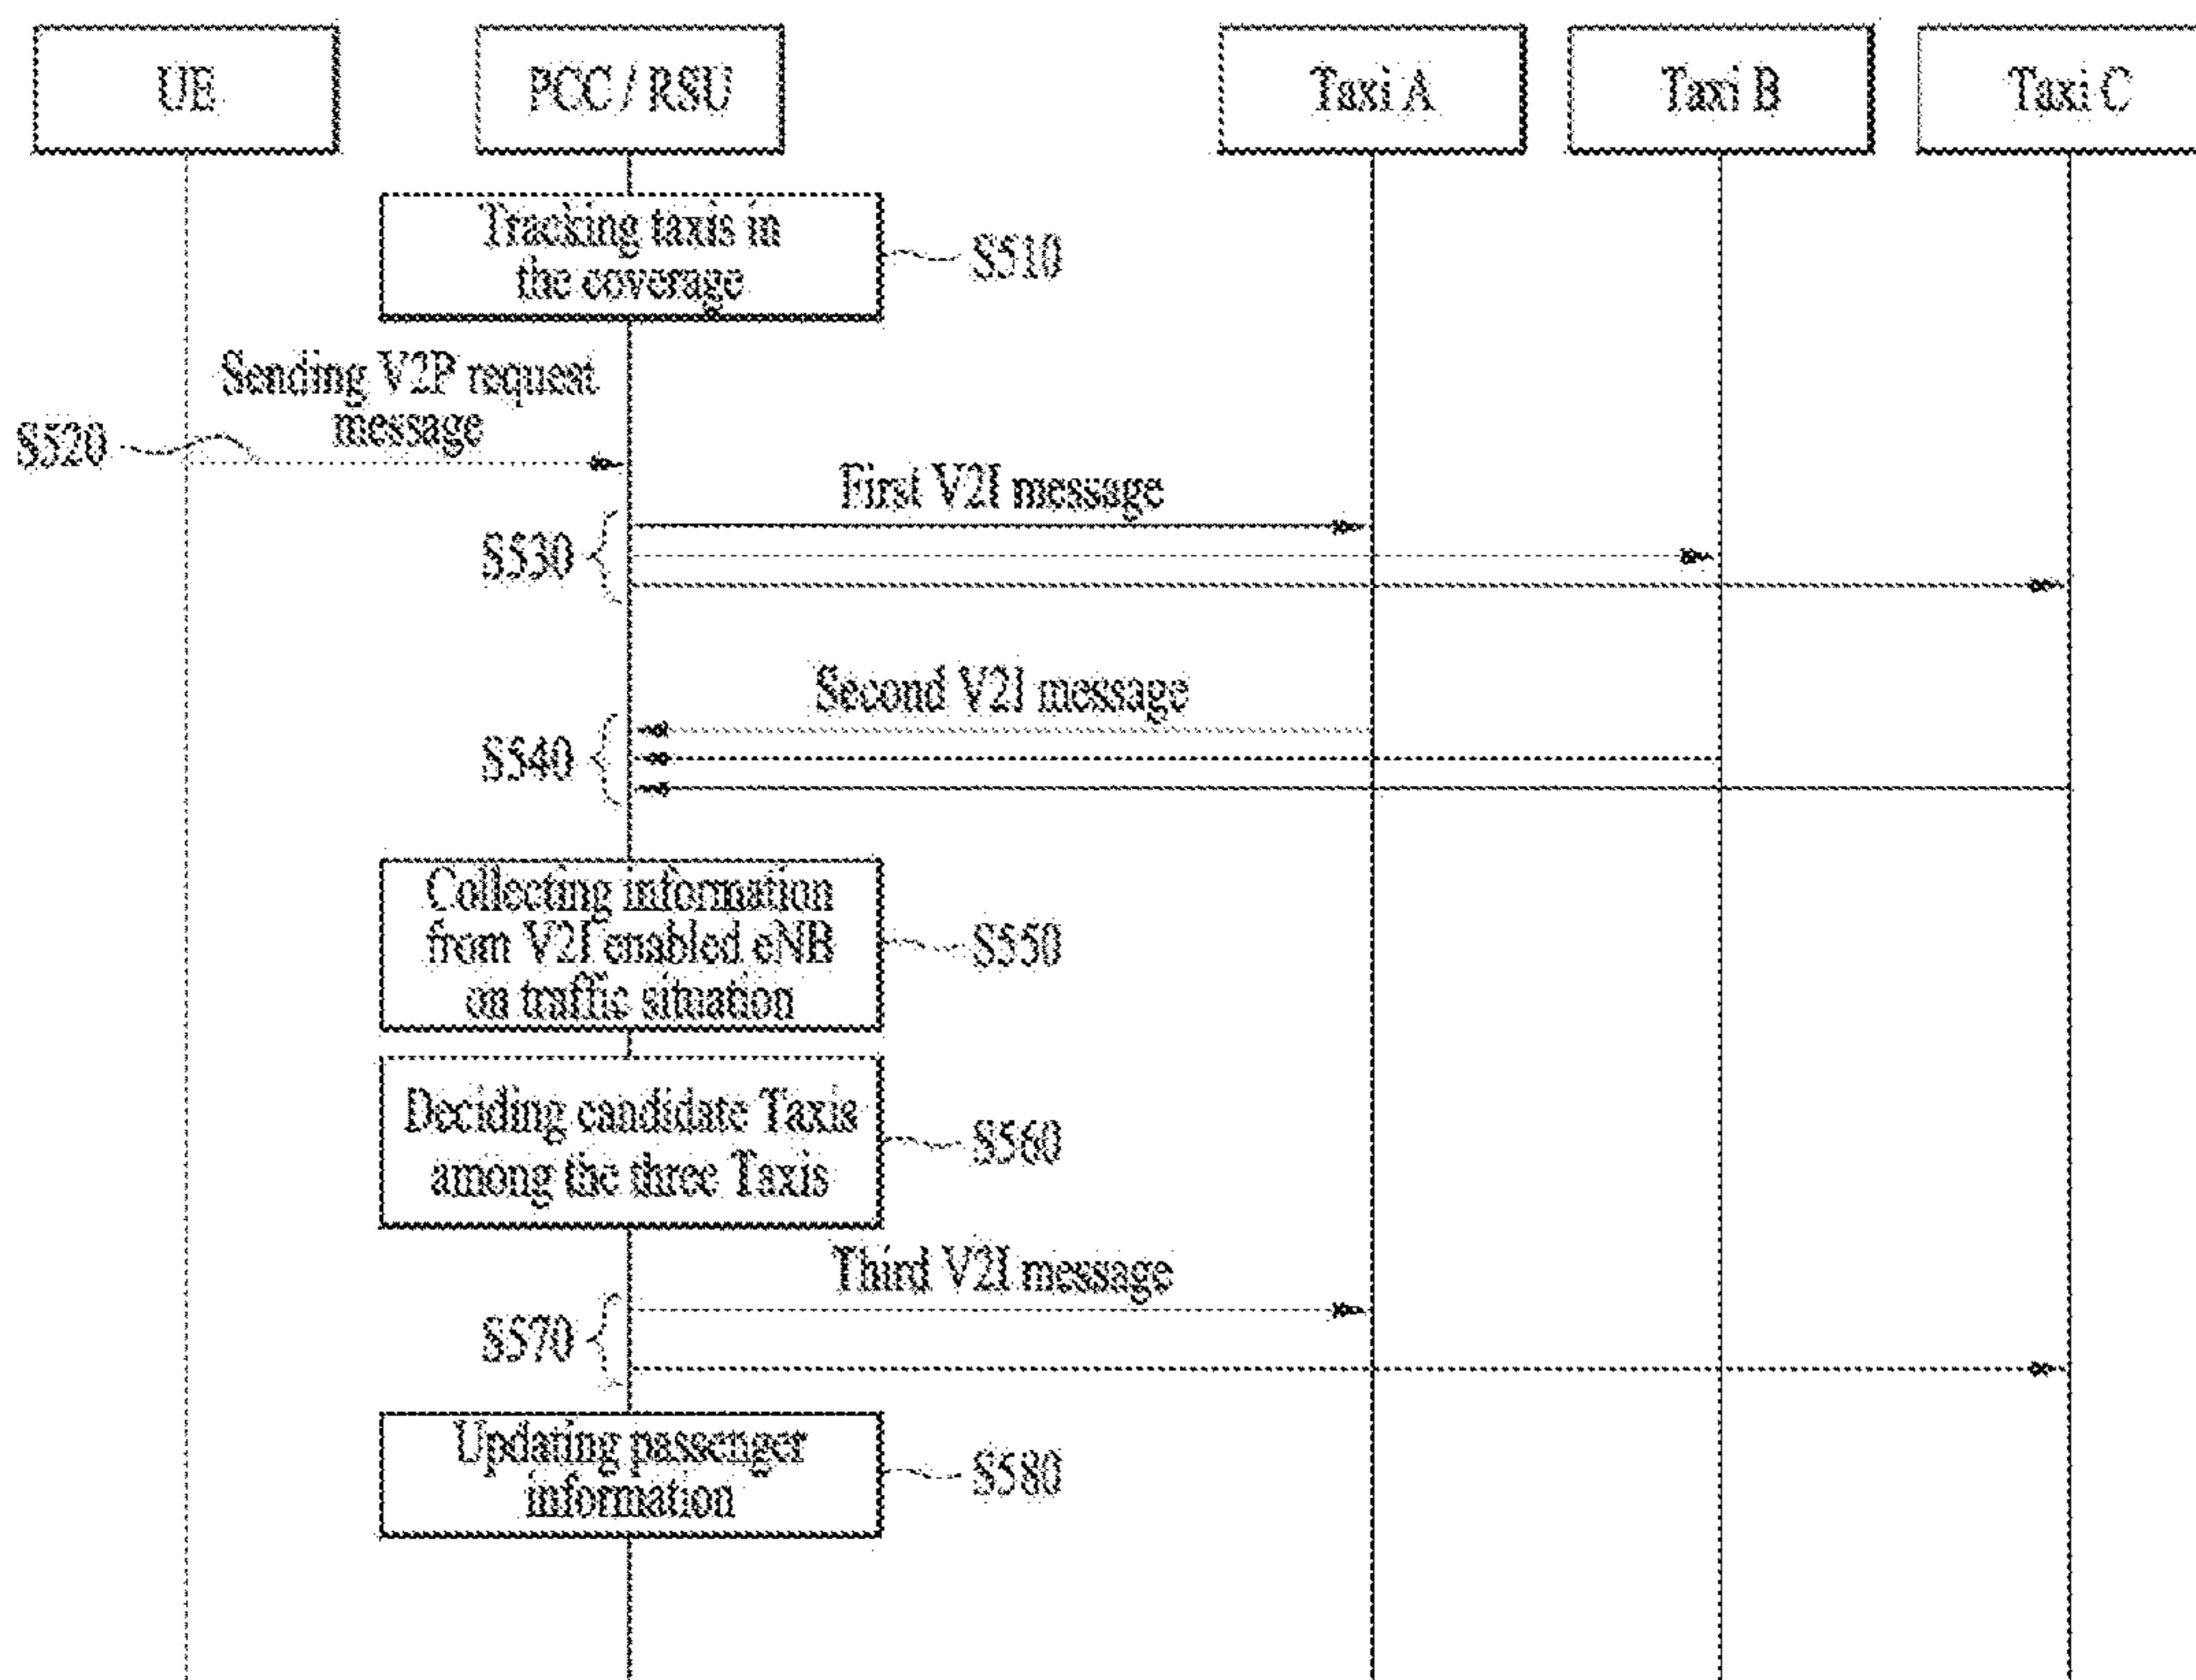 UE
PCC / RSU
Taxi A
Taxi B
Taxi C
Tracking taxis in
the coverage
S510
Sending V2P request
message
S520
First V2I message
S530
Second V2I message
S540
Collecting information
from V2I enabled eNB
on traffic situation
S550
Deciding candidate Taxis
among the three Taxis
S560
Third V2I message
S570
Updating passenger
information
S580